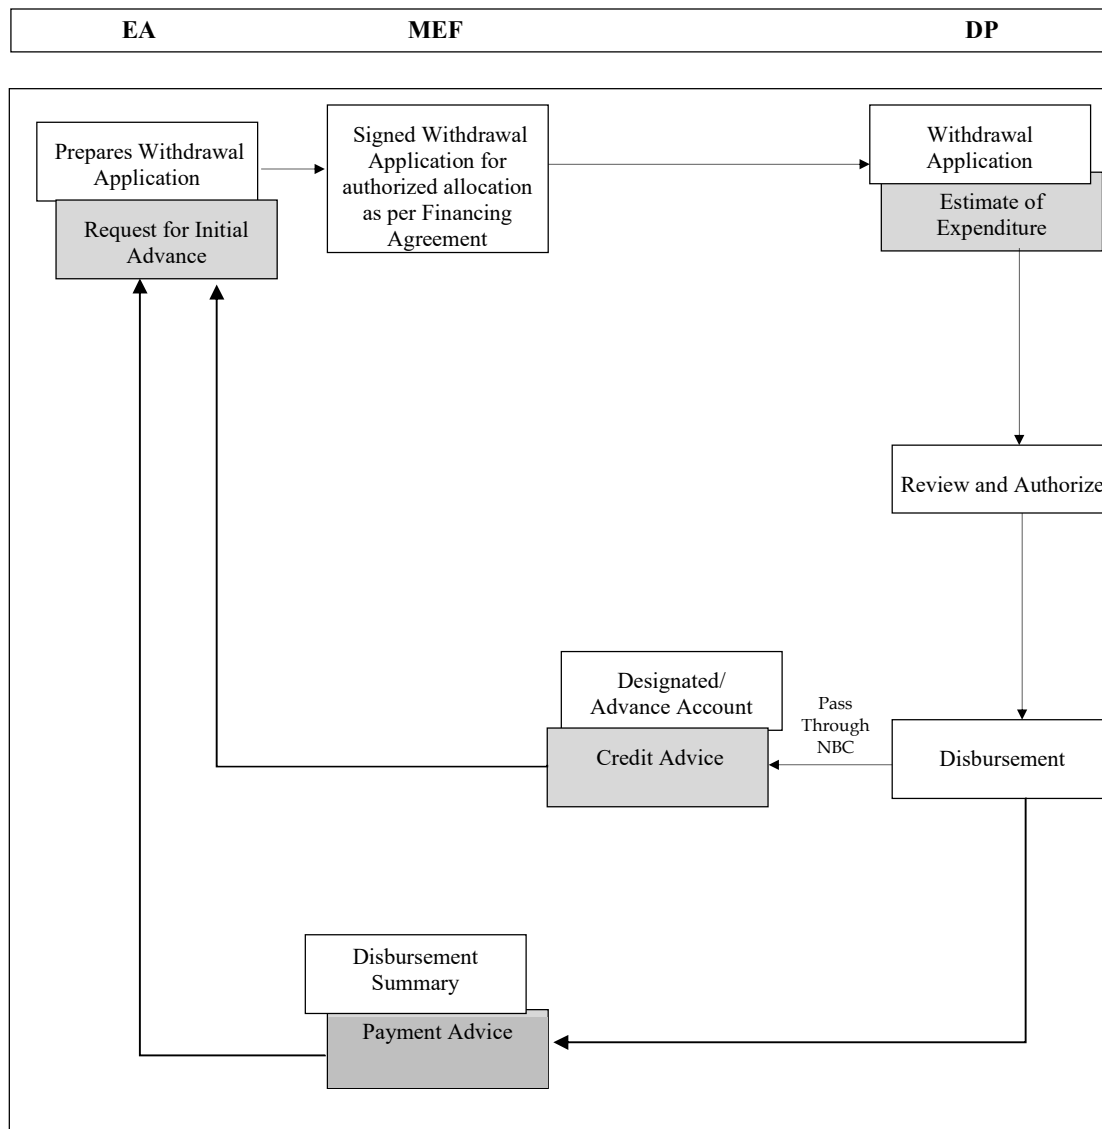 EA MEF DP
Prepares Withdrawal
Application
Request for Initial
Advance
Signed Withdrawal
Application for
authorized allocation
as per Financing
Agreement
Withdrawal
Application
Estimate of
Expenditure
Review and Authorize
Designated/
Advance Account
Credit Advice
Pass
Through
NBC
Disbursement
Disbursement
Summary
Payment Advice